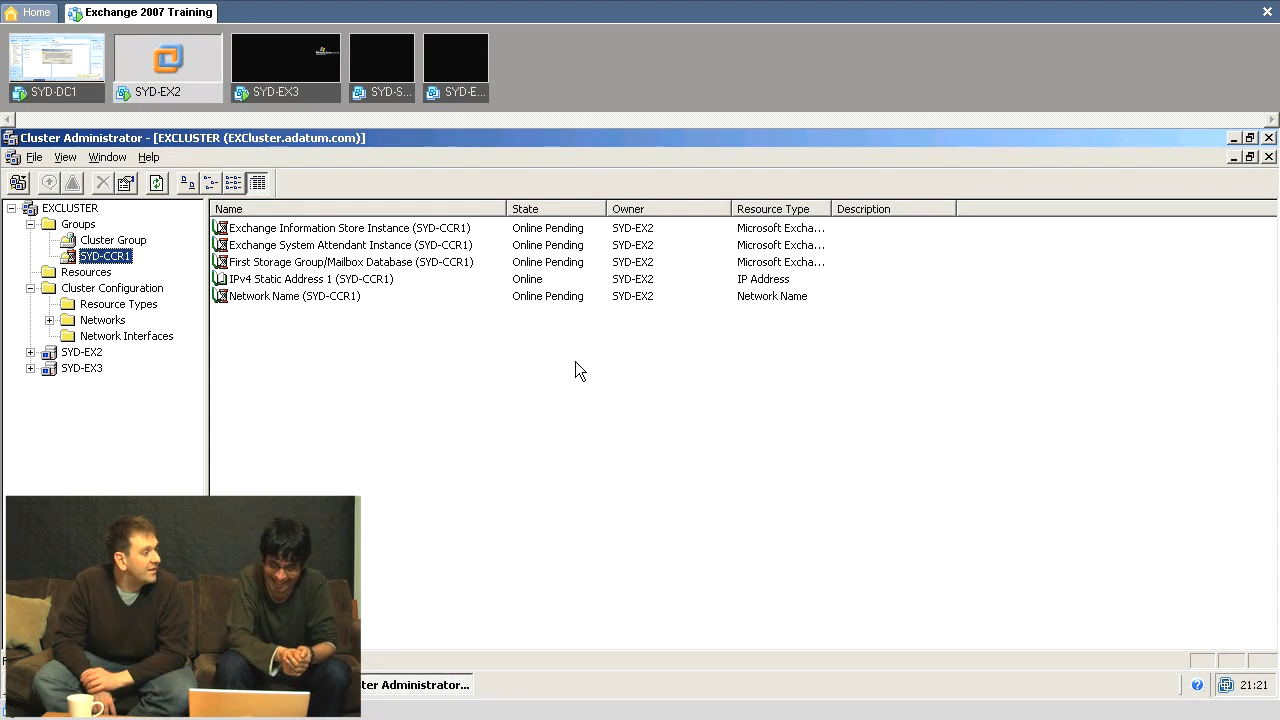 Home
Exchange 2007 Training
SYD-DC1
SYD-EX2
SYD-EX3
SYD-S...
SYD-E...
Cluster Administrator - [EXCLUSTER (EXCluster.adatum.com)]
File View Window Help
EXCLUSTER
Groups
Cluster Group
SYD-CCR1
Resources
Cluster Configuration
Resource Types
Networks
Network Interfaces
SYD-EX2
SYD-EX3
Name State Owner Resource Type Description
Exchange Information Store Instance (SYD-CCR1) Online Pending SYD-EX2 Microsoft Excha...
Exchange System Attendant Instance (SYD-CCR1) Online Pending SYD-EX2 Microsoft Excha...
First Storage Group/Mailbox Database (SYD-CCR1) Online Pending SYD-EX2 Microsoft Excha...
IPv4 Static Address 1 (SYD-CCR1) Online SYD-EX2 IP Address
Network Name (SYD-CCR1) Online Pending SYD-EX2 Network Name
ter Administrator...
21:21